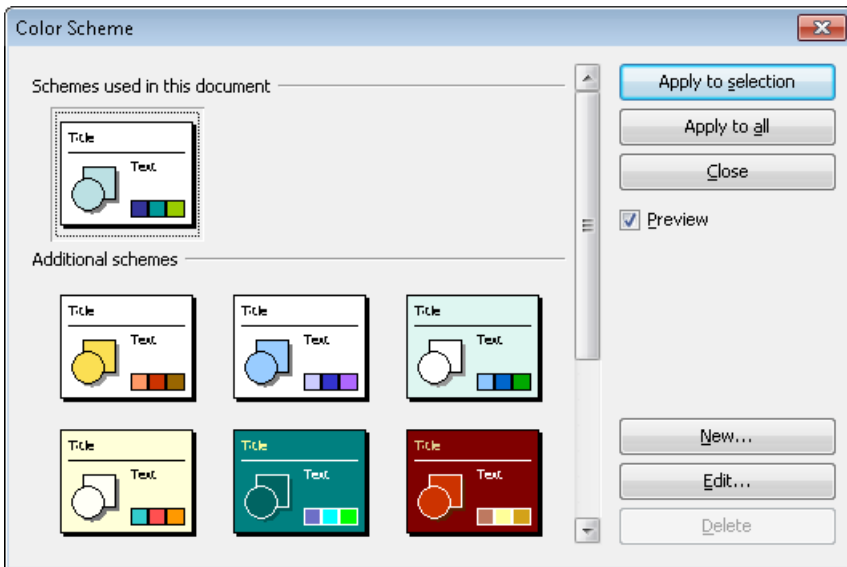 Color Scheme
Schemes used in this document
Title
Text
Additional schemes
Title
Text
Title
Text
Title
Text
Title
Text
Title
Text
Title
Text
Apply to selection
Apply to all
Close
Preview
New...
Edit...
Delete